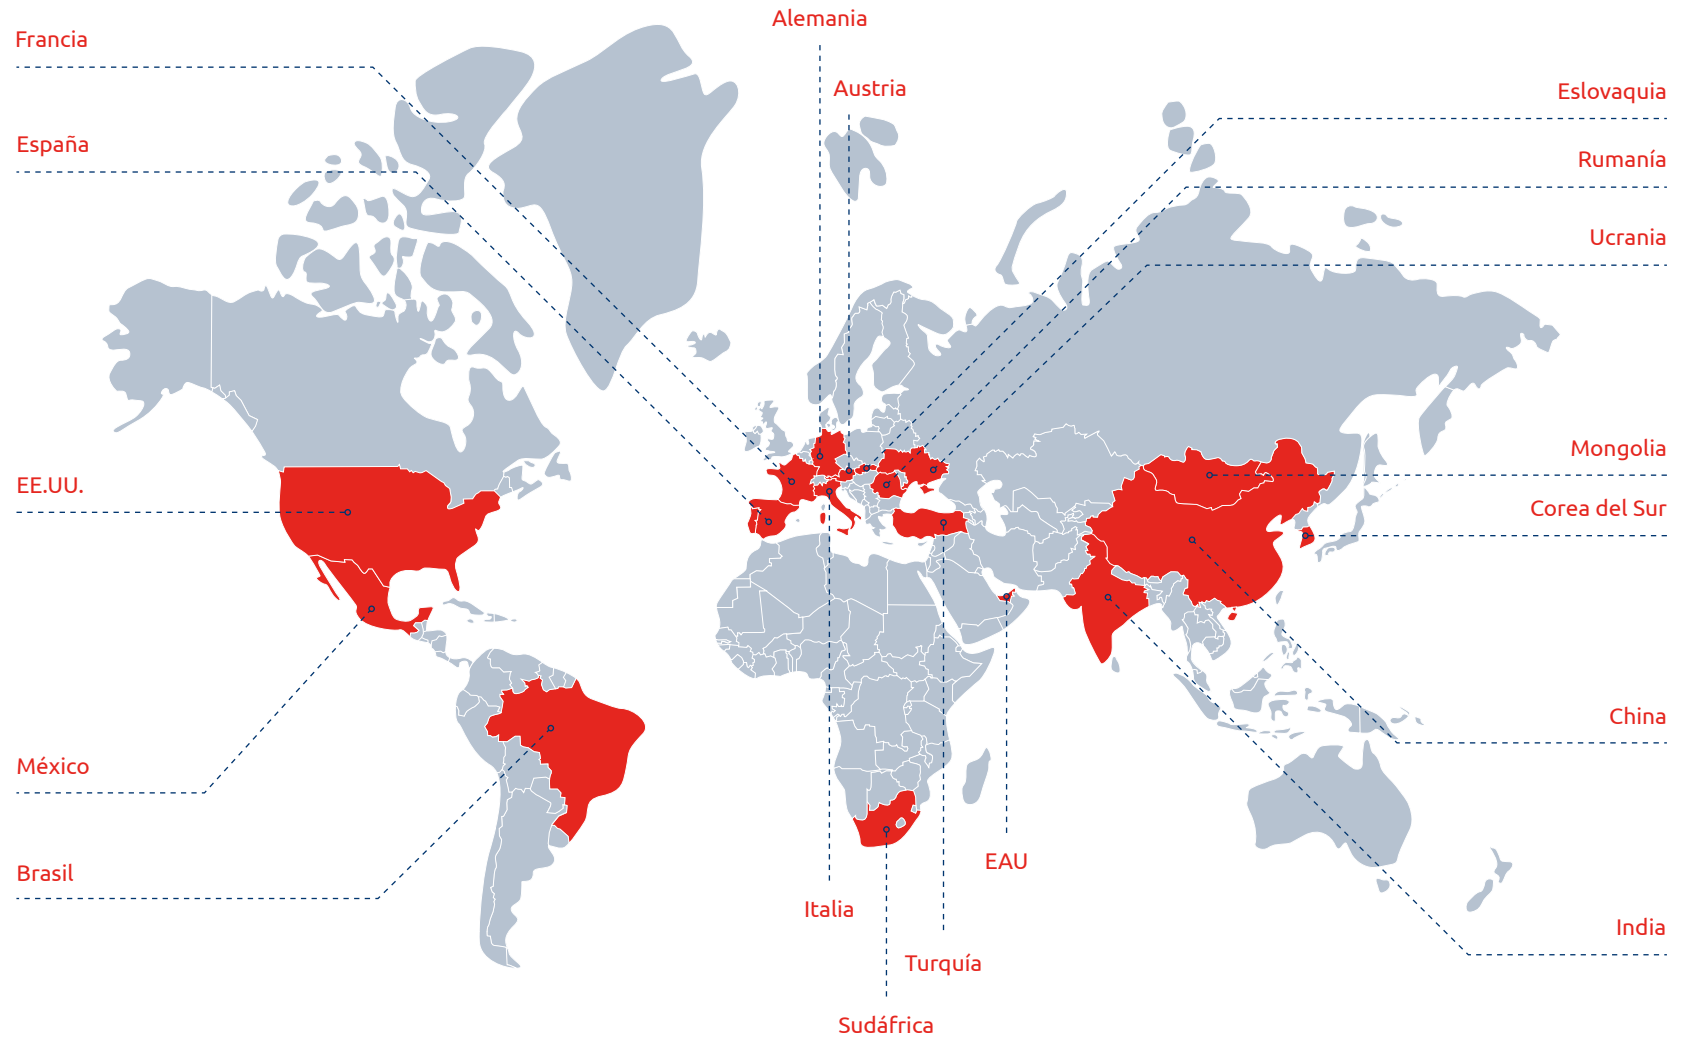 Francia
España
EE.UU.
México
Brasil
Alemania
Austria
Italia
Sudáfrica
Turquía
EAU
Eslovaquia
Rumanía
Ucrania
Mongolia
Corea del Sur
China
India